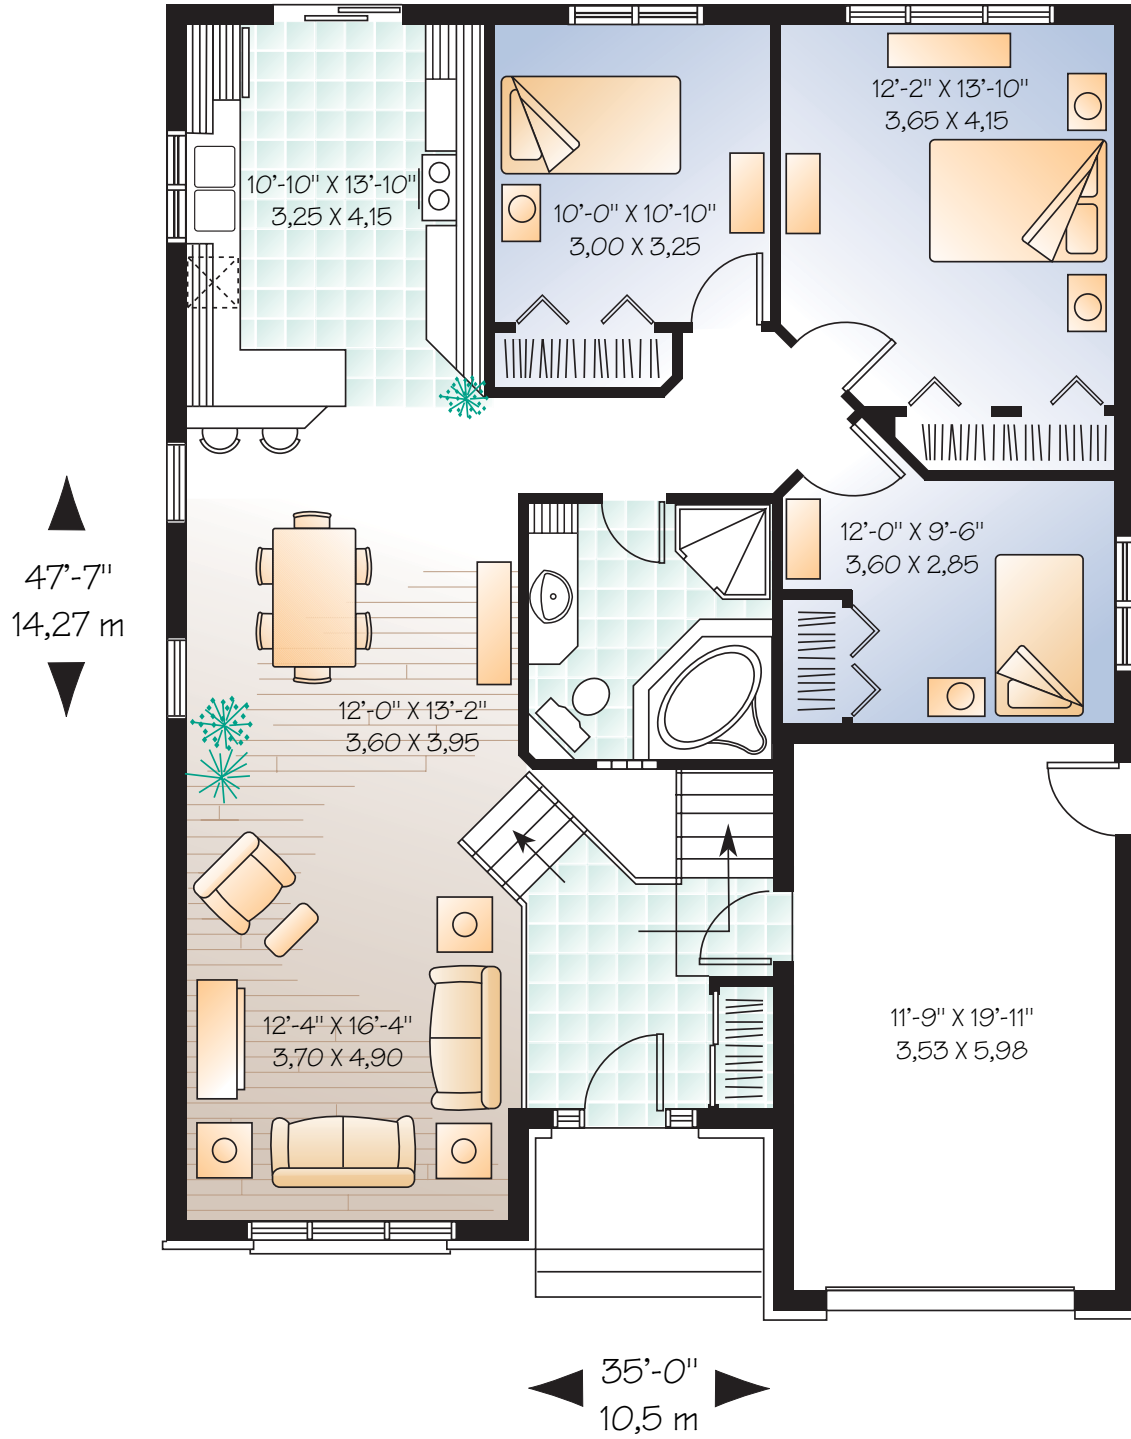 12'-2" X 13'-10"
3,65 X 4,15
10'-10" X 13'-10"
3,25 X 4,15
10'-0" X 10'-10"
3,00 X 3,25
12'-0" X 9'-6"
3,60 X 2,85
47'-7"
14,27 m
12'-0" X 13'-2"
3,60 X 3,95
12'-4" X 16'-4"
3,70 X 4,90
11'-9" X 19'-11"
3,53 X 5,98
35'-0"
10,5 m